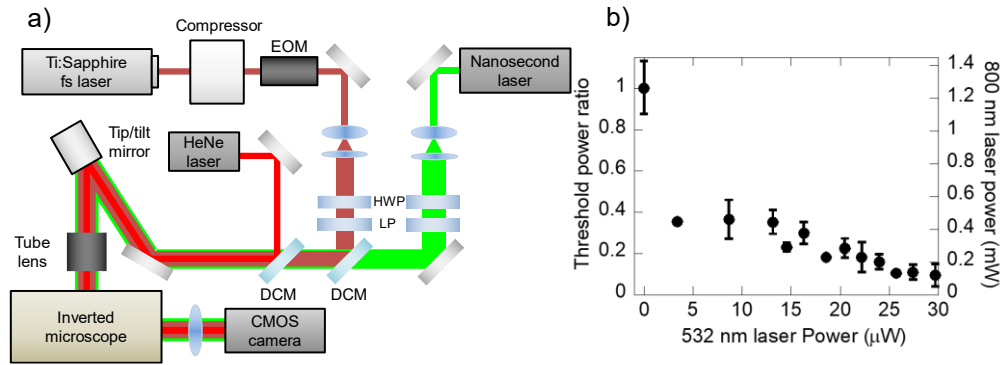 a)
Compressor
Ti:Sapphire
fs laser
EOM
Nanosecond
laser
Tip/tilt
mirror
HeNe
laser
HWP
LP
Tube
lens
DCM
DCM
Inverted
microscope
CMOS
camera
b)
Threshold power ratio
1
0.8
0.6
0.4
0.2
0
1.4
1.2
1
0.8
0.6
0.4
0.2
0
800 nm laser power (mW)
0
5
10
15
20
25
30
532 nm laser Power (μW)